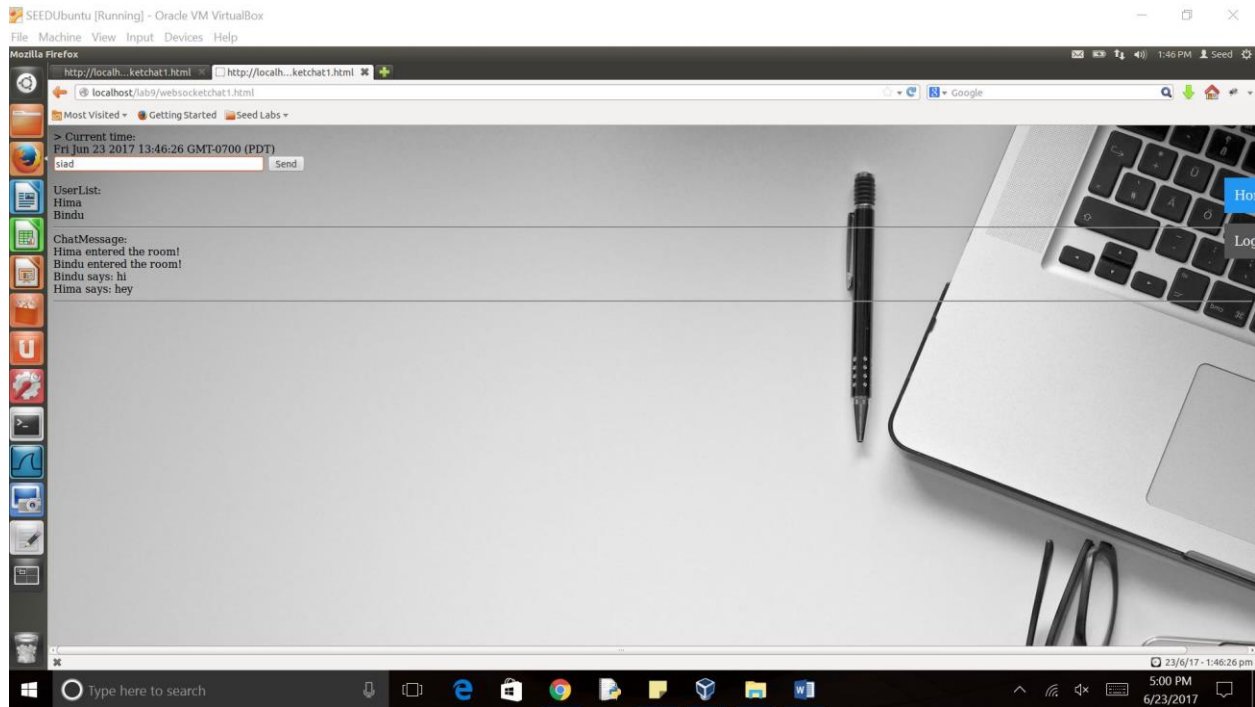 SEEDUbuntu [Running] - Oracle VM VirtualBox
File Machine View Input Devices Help
Mozilla Firefox
1:46 PM Seed
http://localh...ketchat1.html
http://localh...ketchat1.html
localhost/lab9/websocketchat1.html
Google
Most Visited
Getting Started
Seed Labs
> Current time:
Fri Jun 23 2017 13:46:26 GMT-0700 (PDT)
siad
Send
UserList:
Hima
Bindu
ChatMessage:
Hima entered the room!
Bindu entered the room!
Bindu says: hi
Hima says: hey
Ho
Log
23/6/17 - 1:46:26 pm
Type here to search
5:00 PM
6/23/2017